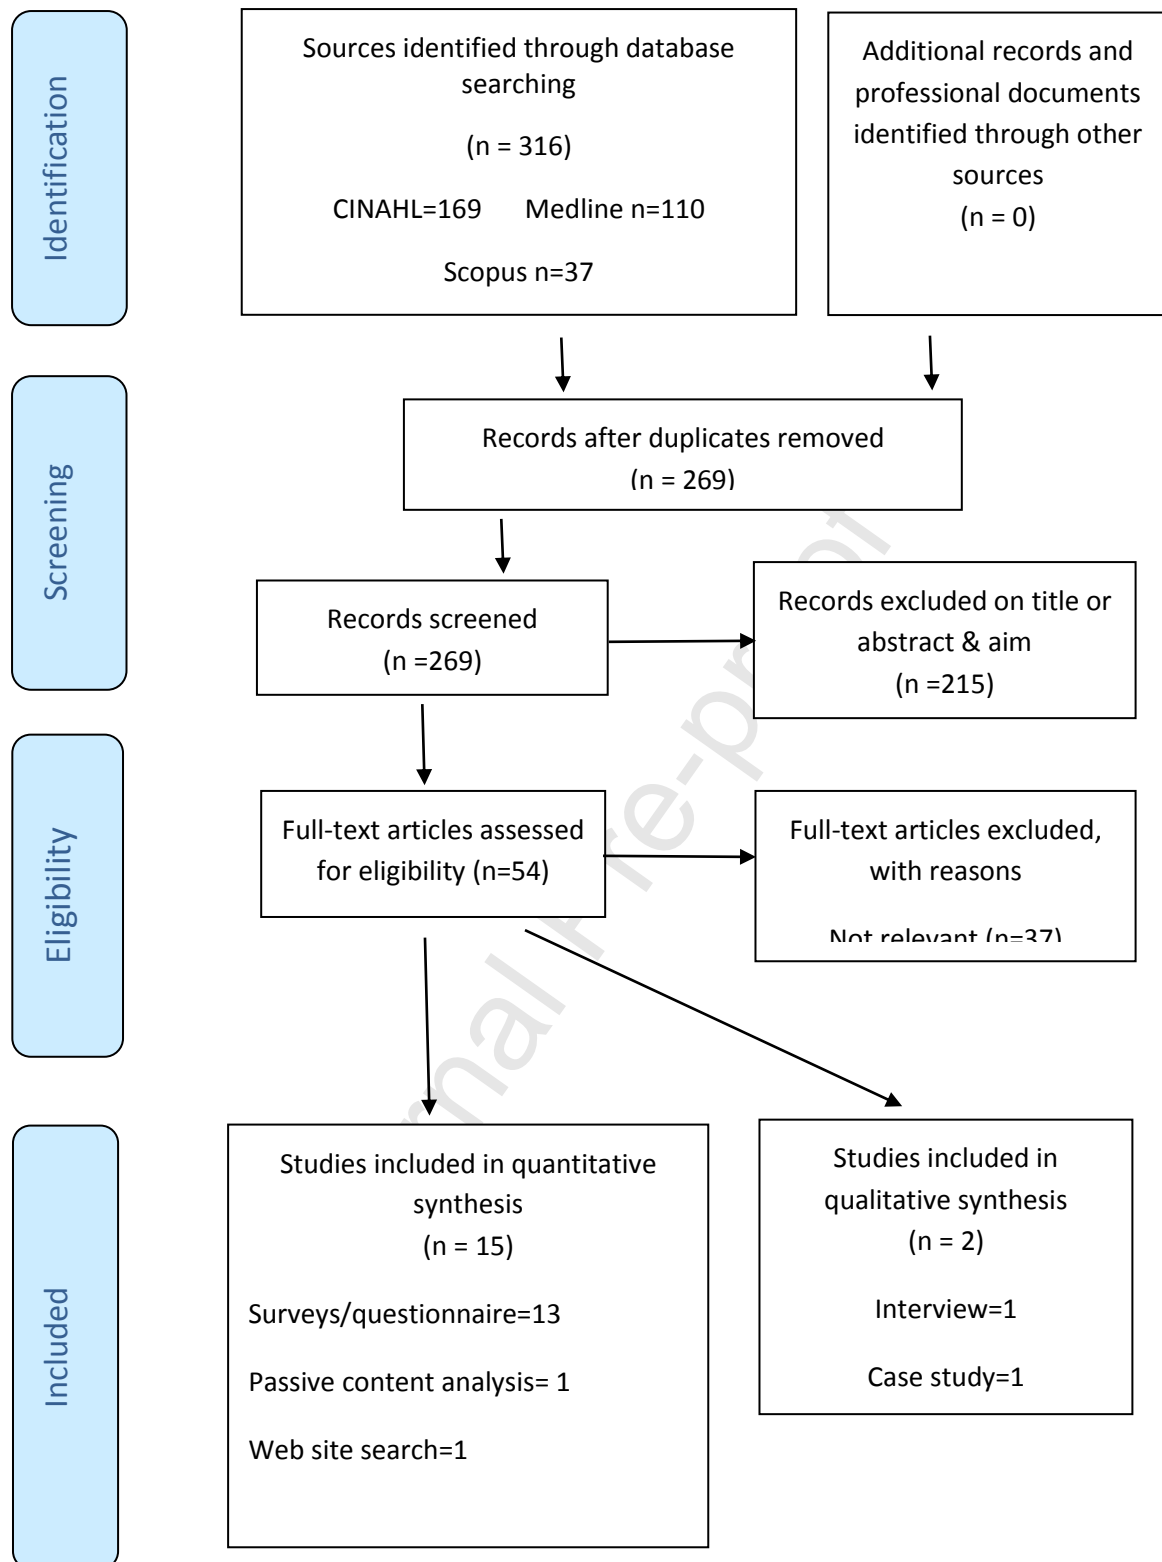 Identification
Sources identified through database
searching
(n = 316)
CINAHL=169 Medline n=110
Scopus n=37
Additional records and
professional documents
identified through other
sources
(n = 0)
Screening
Records after duplicates removed
(n = 269)
Records screened
(n =269)
Records excluded on title or
abstract & aim
(n =215)
Eligibility
Full-text articles assessed
for eligibility (n=54)
Full-text articles excluded,
with reasons
Not relevant (n=37)
Included
Studies included in quantitative
synthesis
(n = 15)
Surveys/questionnaire=13
Passive content analysis= 1
Web site search=1
Studies included in
qualitative synthesis
(n = 2)
Interview=1
Case study=1